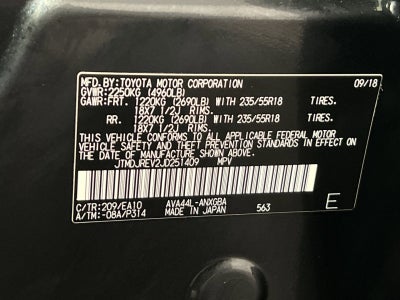 MFD. BY: TOYOTA MOTOR CORPORATION 09/18
GVWR: 2250KG (4960LB)
GAWR: FRT. 1220KG (2690LB) WITH 235/55R18 TIRES.
18X7 1/2J RIMS.
RR. 1220KG (2690LB) WITH 235/55R18 TIRES.
18X7 1/2J RIMS.
THIS VEHICLE CONFORMS TO ALL APPLICABLE FEDERAL MOTOR
VEHICLE SAFETY, BUMPER, AND THEFT PREVENTION STANDARDS IN
EFFECT ON THE DATE OF MANUFACTURE SHOWN ABOVE.
JTMDJREV2JD251409 MPV
C/TR: 209/EA10 AVA44L-ANXGBA
A/TM: -08A/P314 MADE IN JAPAN 563 E